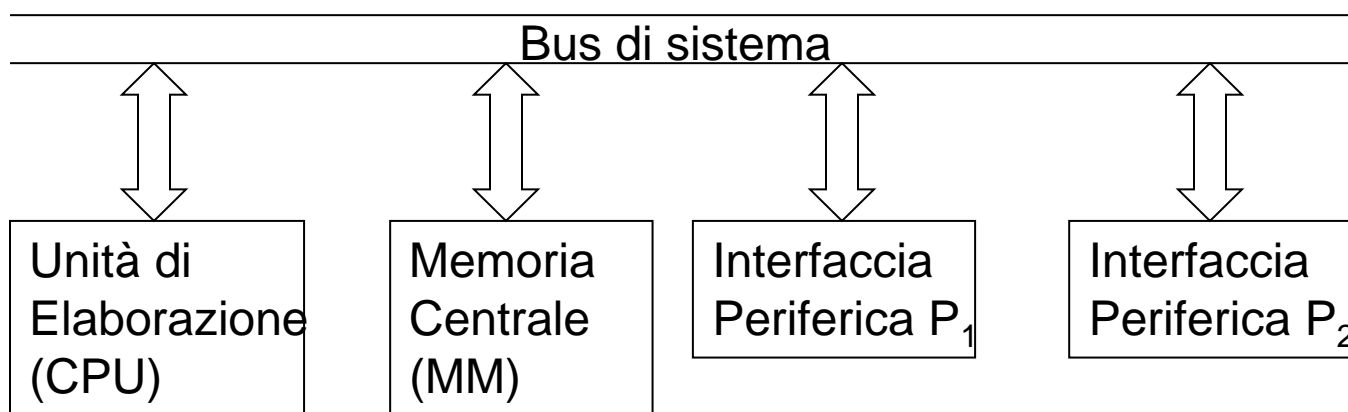 Bus di sistema
Unità di
Elaborazione
(CPU)
Memoria
Centrale
(MM)
Interfaccia
Periferica P₁
Interfaccia
Periferica P₂